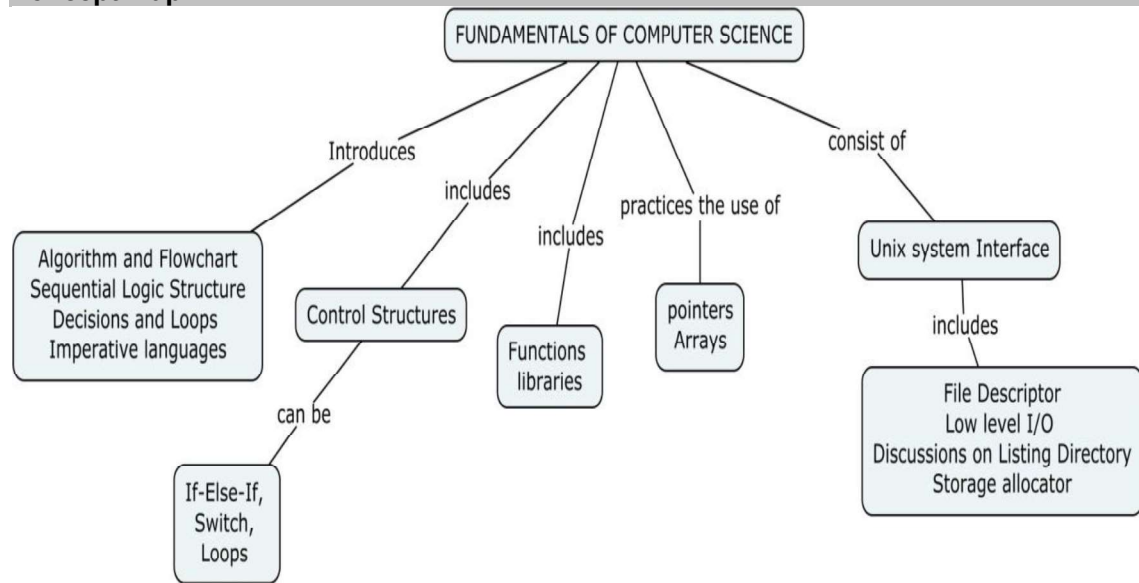 FUNDAMENTALS OF COMPUTER SCIENCE
Introduces
includes
includes
practices the use of
consist of
Algorithm and Flowchart
Sequential Logic Structure
Decisions and Loops
Imperative languages
Control Structures
Functions
libraries
pointers
Arrays
Unix system Interface
can be
includes
If-Else-If,
Switch,
Loops
File Descriptor
Low level I/O
Discussions on Listing Directory
Storage allocator